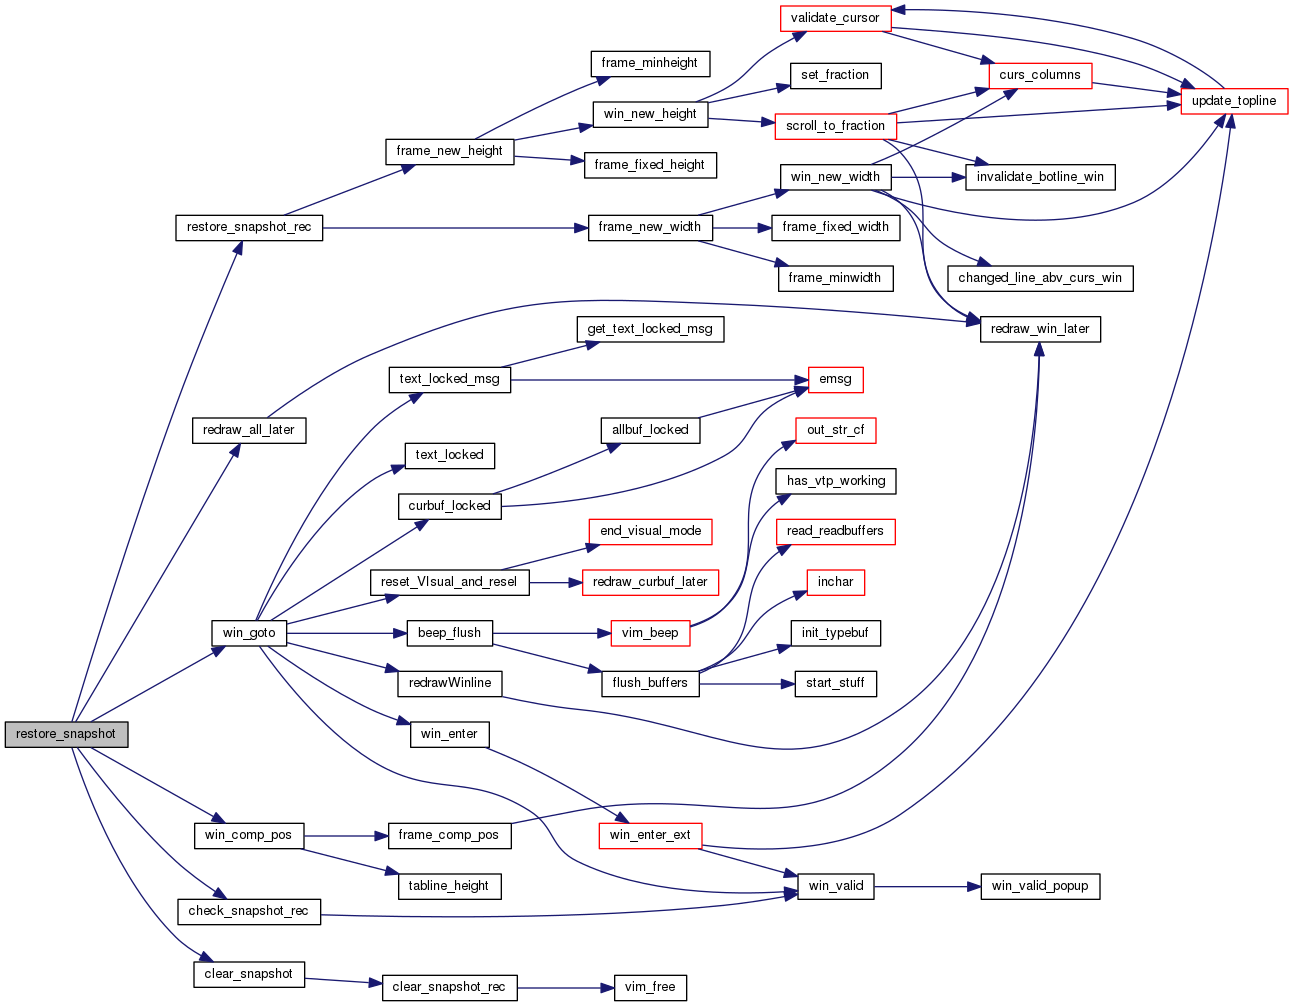 validate_cursor
frame_minheight
set_fraction
curs_columns
update_topline
win_new_height
scroll_to_fraction
frame_new_height
frame_fixed_height
win_new_width
invalidate_botline_win
restore_snapshot_rec
frame_new_width
frame_fixed_width
frame_minwidth
changed_line_abv_curs_win
get_text_locked_msg
redraw_win_later
text_locked_msg
emsg
redraw_all_later
allbuf_locked
out_str_cf
text_locked
has_vtp_working
curbuf_locked
end_visual_mode
read_readbuffers
reset_VIsual_and_resel
redraw_curbuf_later
inchar
win_goto
beep_flush
vim_beep
init_typebuf
redrawWinline
flush_buffers
start_stuff
restore_snapshot
win_enter
win_comp_pos
frame_comp_pos
win_enter_ext
tabline_height
win_valid
win_valid_popup
check_snapshot_rec
clear_snapshot
clear_snapshot_rec
vim_free